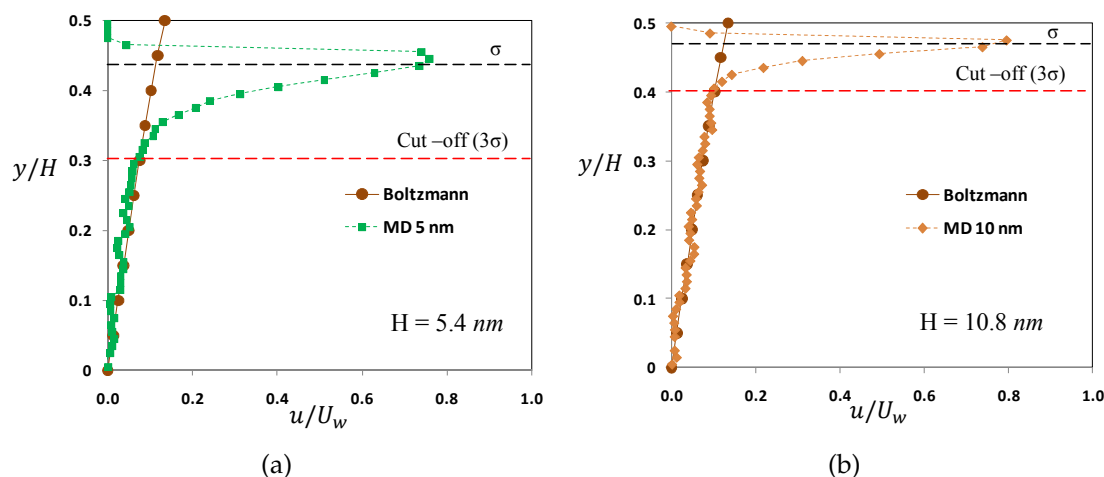 (a)
0.5
0.4
0.3
0.2
0.1
0
y/H
σ
Cut –off (3σ)
Boltzmann
MD 5 nm
H = 5.4 nm
0.0 0.2 0.4 0.6 0.8 1.0
u/U_w
(a)
(b)
0.5
0.4
0.3
0.2
0.1
0
y/H
σ
Cut –off (3σ)
Boltzmann
MD 10 nm
H = 10.8 nm
0.0 0.2 0.4 0.6 0.8 1.0
u/U_w
(b)